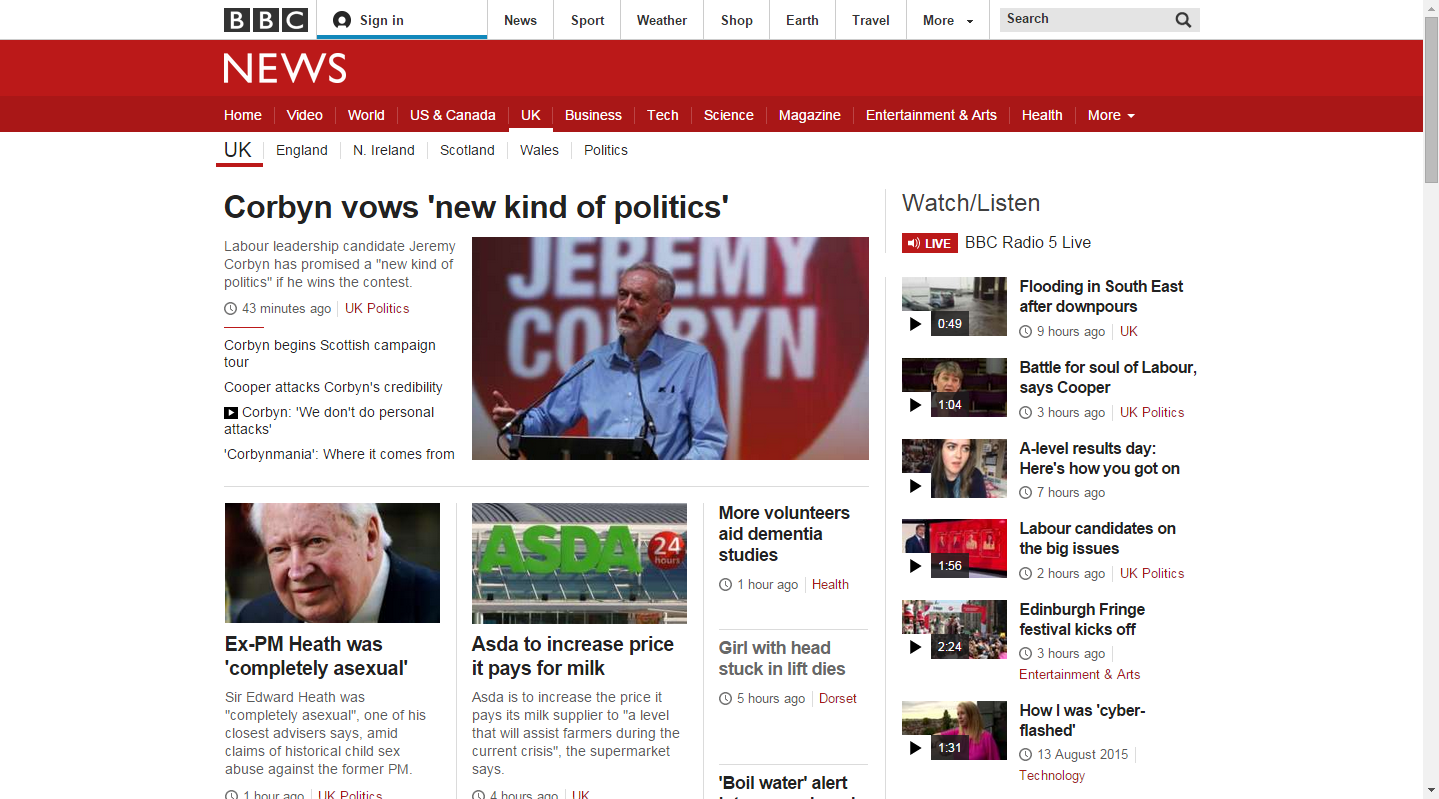 BBC
Sign in
News
Sport
Weather
Shop
Earth
Travel
More
Search
NEWS
Home
Video
World
US & Canada
UK
Business
Tech
Science
Magazine
Entertainment & Arts
Health
More
UK
England
N. Ireland
Scotland
Wales
Politics
Corbyn vows 'new kind of politics'
Labour leadership candidate Jeremy
Corbyn has promised a "new kind of
politics" if he wins the contest.
43 minutes ago
UK Politics
Corbyn begins Scottish campaign
tour
Cooper attacks Corbyn's credibility
Corbyn: 'We don't do personal
attacks'
'Corbynmania': Where it comes from
JEREMY
CORBYN
Ex-PM Heath was
'completely asexual'
Sir Edward Heath was
"completely asexual", one of his
closest advisers says, amid
claims of historical child sex
abuse against the former PM.
1 hour ago
UK Politics
ASDA
24
hours
Asda to increase price
it pays for milk
Asda is to increase the price it
pays its milk supplier to "a level
that will assist farmers during the
current crisis", the supermarket
says.
4 hours ago
UK
More volunteers
aid dementia
studies
1 hour ago
Health
Girl with head
stuck in lift dies
5 hours ago
Dorset
'Boil water' alert
Watch/Listen
LIVE
BBC Radio 5 Live
0:49
Flooding in South East
after downpours
9 hours ago
UK
1:04
Battle for soul of Labour,
says Cooper
3 hours ago
UK Politics
A-level results day:
Here's how you got on
7 hours ago
1:56
Labour candidates on
the big issues
2 hours ago
UK Politics
2:24
Edinburgh Fringe
festival kicks off
3 hours ago
Entertainment & Arts
1:31
How I was 'cyber-
flashed'
13 August 2015
Technology